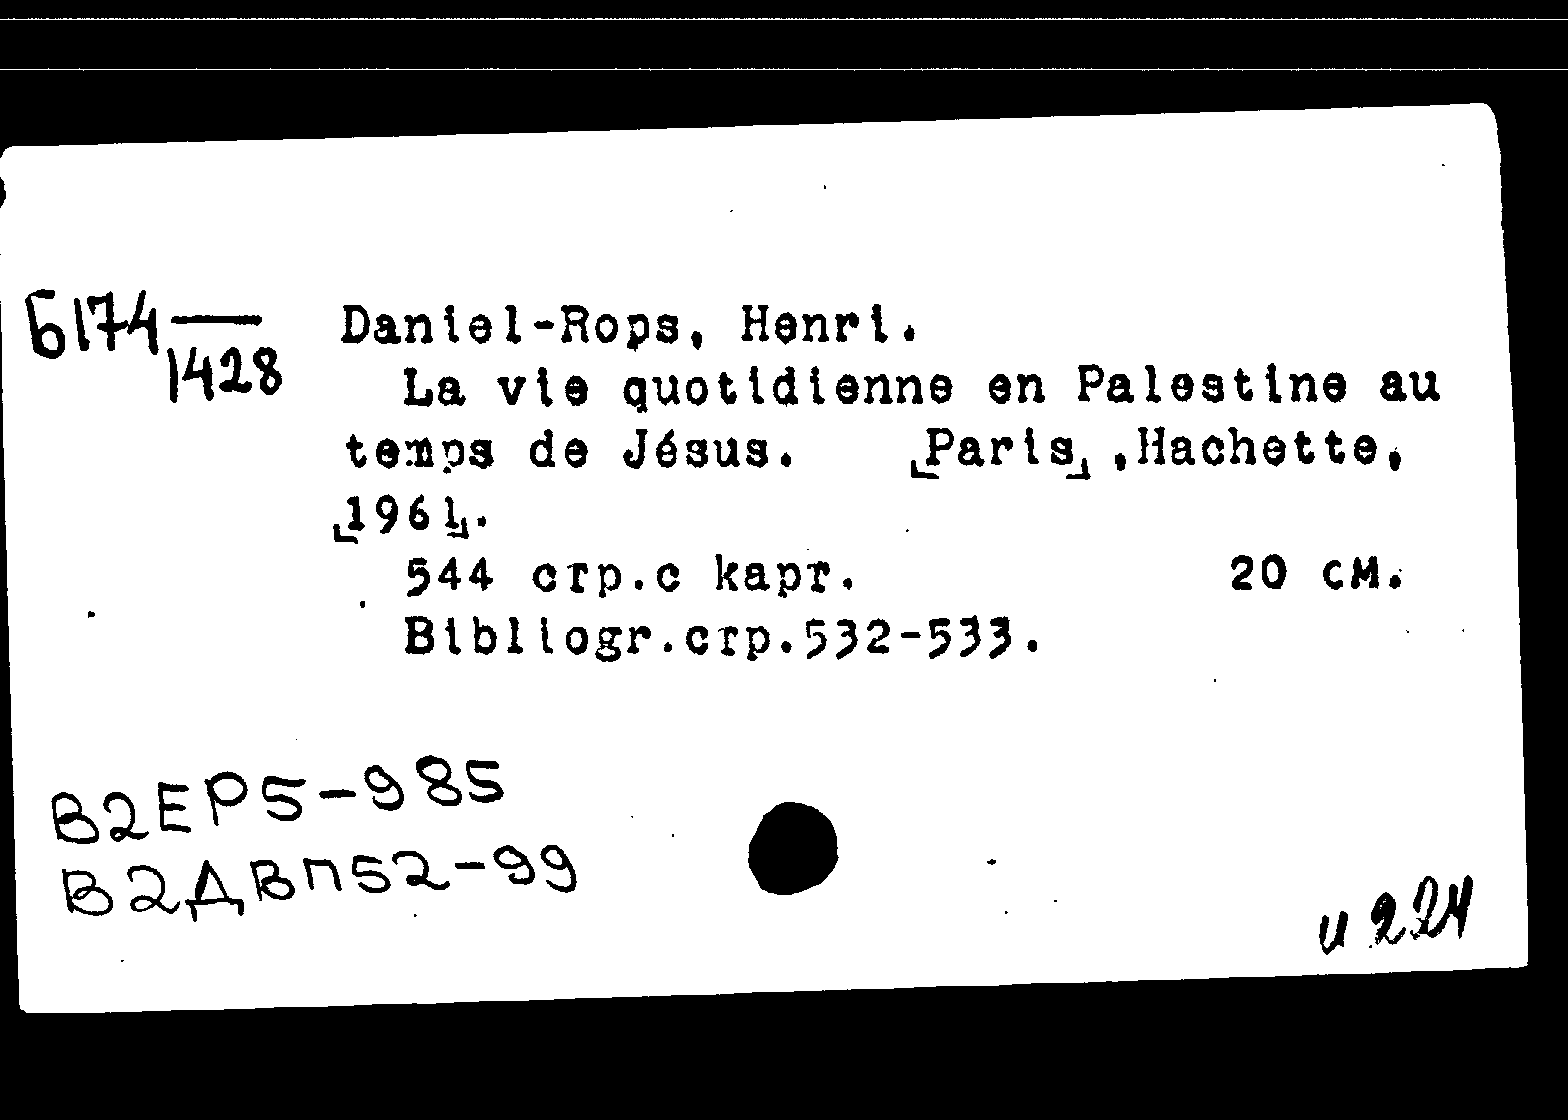 Б174—
1428
Daniel-Rops, Henri.
La vie quotidienne en Palestine au
temps de Jésus. [Paris], Hachette,
[1961].
544 стр.с карт. 20 см.
Bibliogr.стр.532-533.
В2ЕР5-985
В2ДВП52-99
и 224